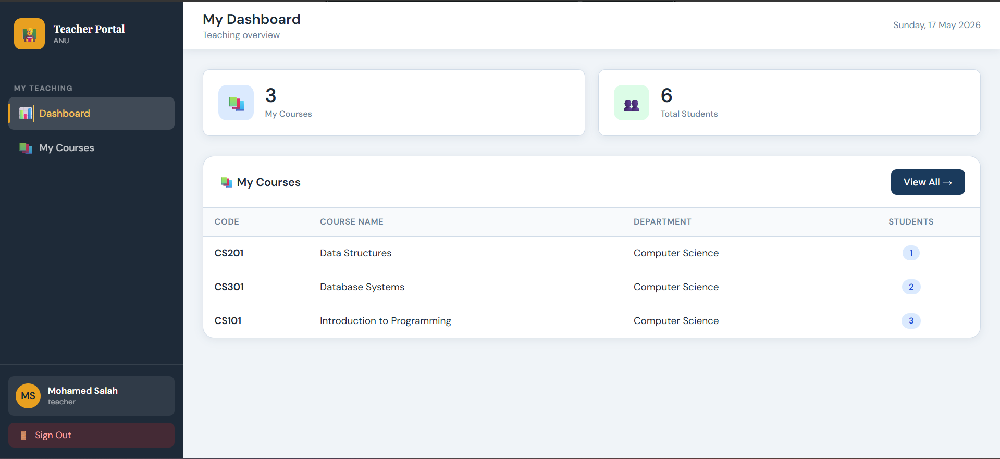 Teacher Portal
ANU
MY TEACHING
Dashboard
My Courses
Mohamed Salah
MS
teacher
Sign Out
My Dashboard
Teaching overview
Sunday, 17 May 2026
3
My Courses
6
Total Students
My Courses
View All →
CODE COURSE NAME DEPARTMENT STUDENTS
CS201 Data Structures Computer Science 1
CS301 Database Systems Computer Science 2
CS101 Introduction to Programming Computer Science 3